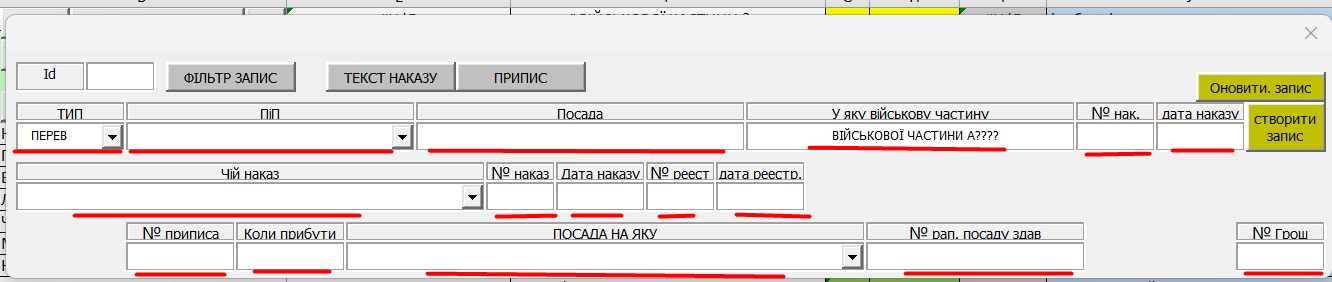 Id ФІЛЬТР ЗАПИС ТЕКСТ НАКАЗУ ПРИПИС
Оновити. запис
ТИП ПІП Посада У яку військову частину № нак. дата наказу створити запис
ПЕРЕВ ВІЙСЬКОВОЇ ЧАСТИНИ А????
Чій наказ № наказ Дата наказу № реест дата реестр.
№ приписа Коли прибути ПОСАДА НА ЯКУ № рап. посаду здав № Грош